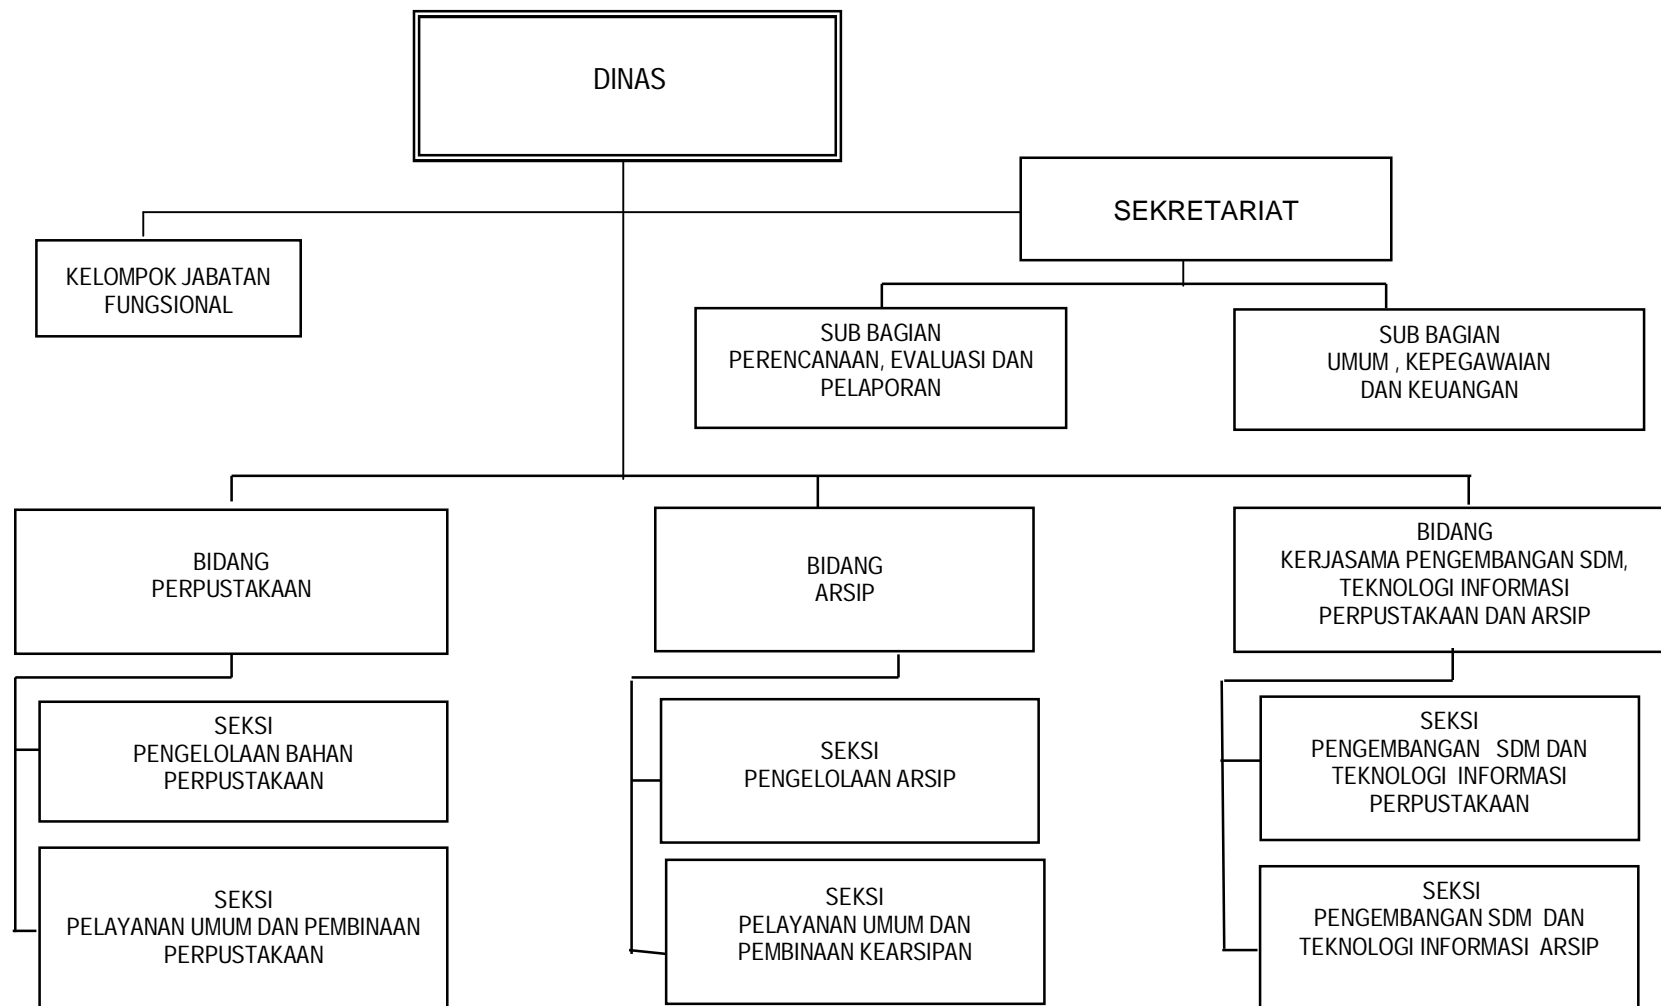 DINAS
SEKRETARIAT
KELOMPOK JABATAN
FUNGSIONAL
SUB BAGIAN
PERENCANAAN, EVALUASI DAN
PELAPORAN
SUB BAGIAN
UMUM , KEPEGAWAIAN
DAN KEUANGAN
BIDANG
PERPUSTAKAAN
BIDANG
ARSIP
BIDANG
KERJASAMA PENGEMBANGAN SDM,
TEKNOLOGI INFORMASI
PERPUSTAKAAN DAN ARSIP
SEKSI
PENGELOLAAN BAHAN
PERPUSTAKAAN
SEKSI
PENGELOLAAN ARSIP
SEKSI
PENGEMBANGAN SDM DAN
TEKNOLOGI INFORMASI
PERPUSTAKAAN
SEKSI
PELAYANAN UMUM DAN PEMBINAAN
PERPUSTAKAAN
SEKSI
PELAYANAN UMUM DAN
PEMBINAAN KEARSIPAN
SEKSI
PENGEMBANGAN SDM DAN
TEKNOLOGI INFORMASI ARSIP